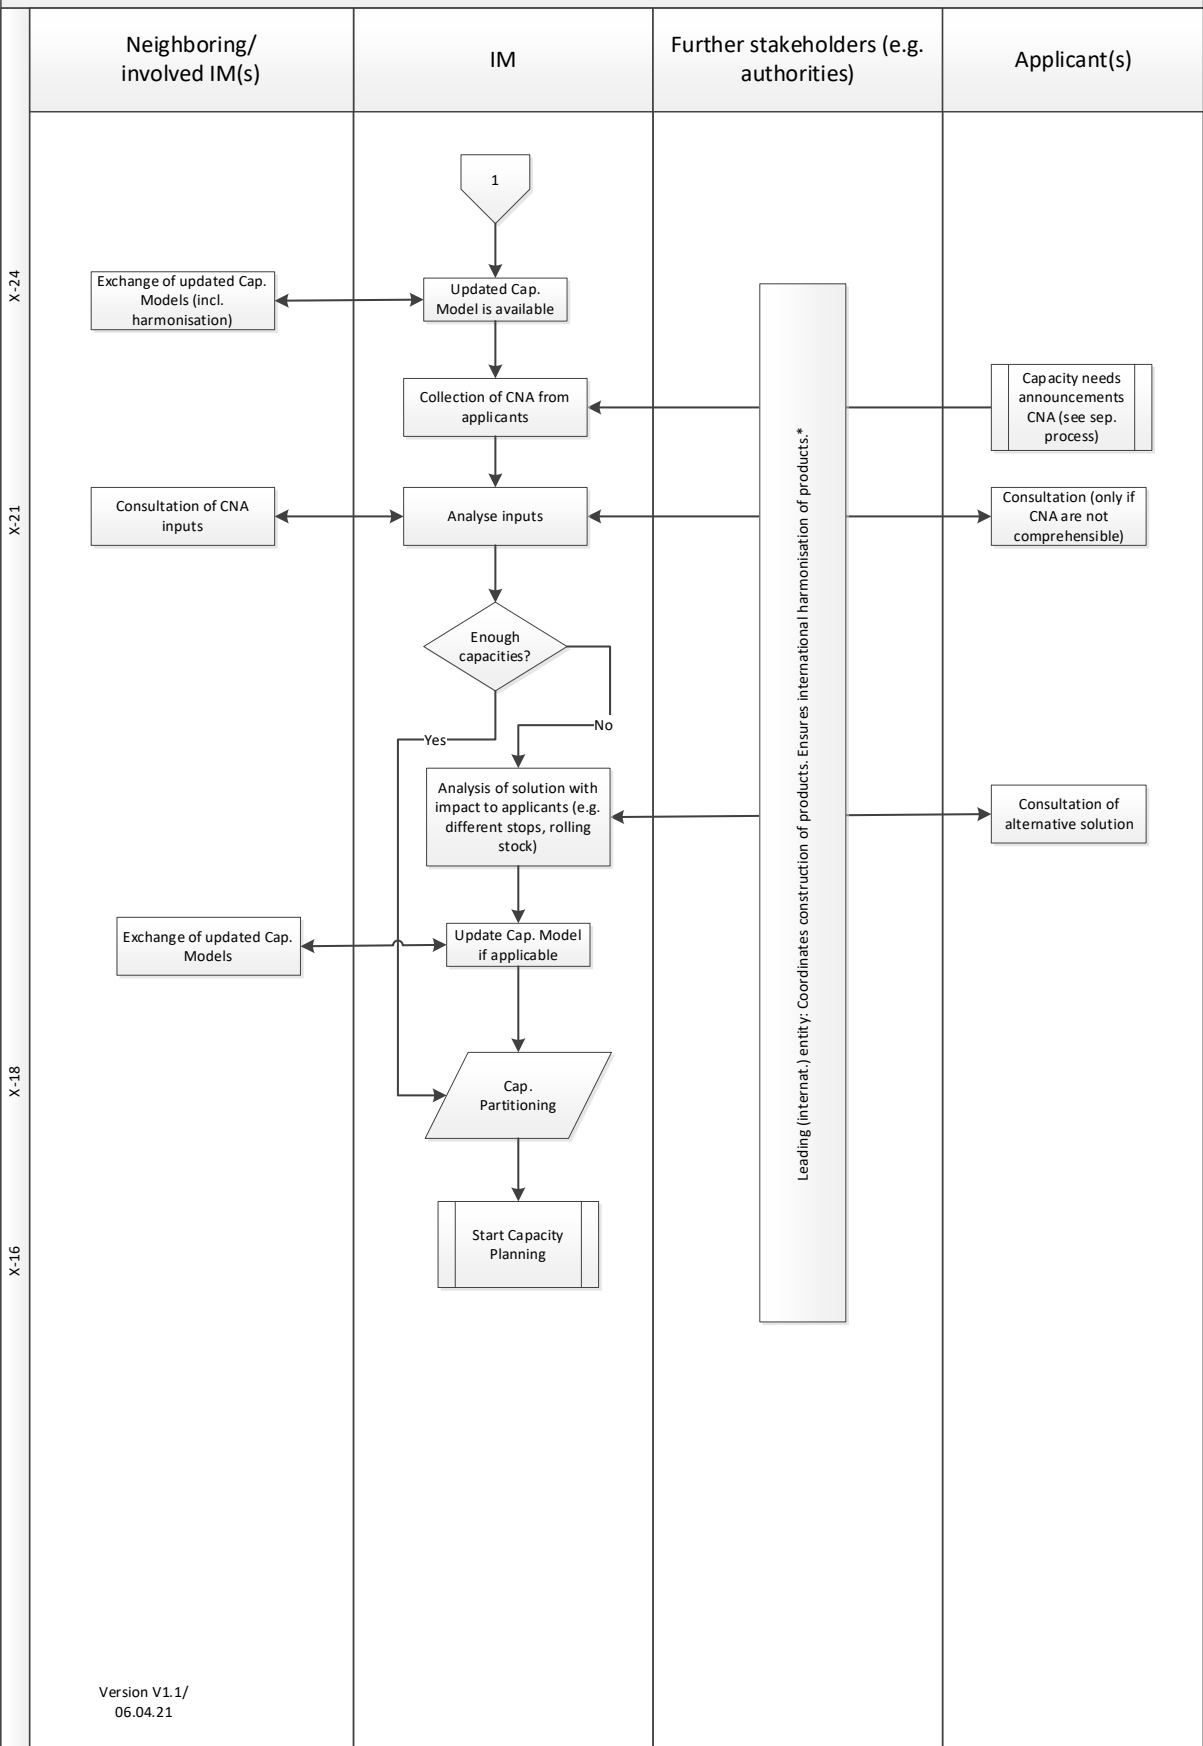 Neighboring/
involved IM(s)
IM
Further stakeholders (e.g.
authorities)
Applicant(s)
1
X-24
Exchange of updated Cap.
Models (incl.
harmonisation)
Updated Cap.
Model is available
Collection of CNA from
applicants
Capacity needs
announcements
CNA (see sep.
process)
X-21
Consultation of CNA
inputs
Analyse inputs
Consultation (only if
CNA are not
comprehensible)
Enough
capacities?
No
Yes
Analysis of solution with
impact to applicants (e.g.
different stops, rolling
stock)
Consultation of
alternative solution
Leading (internat.) entity: Coordinates construction of products. Ensures international harmonisation of products.*
Exchange of updated Cap.
Models
Update Cap. Model
if applicable
X-18
Cap.
Partitioning
X-16
Start Capacity
Planning
Version V1.1/
06.04.21